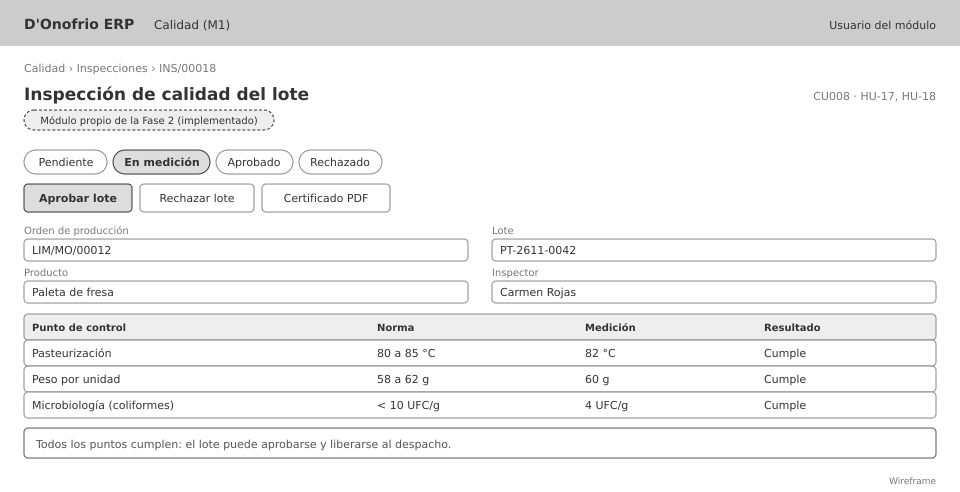 D'Onofrio ERP Calidad (M1) Usuario del módulo
Calidad › Inspecciones › INS/00018
Inspección de calidad del lote CU008 · HU-17, HU-18
Módulo propio de la Fase 2 (implementado)
Pendiente En medición Aprobado Rechazado
Aprobar lote Rechazar lote Certificado PDF
Orden de producción Lote
LIM/MO/00012 PT-2611-0042
Producto Inspector
Paleta de fresa Carmen Rojas
Punto de control Norma Medición Resultado
Pasteurización 80 a 85 °C 82 °C Cumple
Peso por unidad 58 a 62 g 60 g Cumple
Microbiología (coliformes) < 10 UFC/g 4 UFC/g Cumple
Todos los puntos cumplen: el lote puede aprobarse y liberarse al despacho.
Wireframe